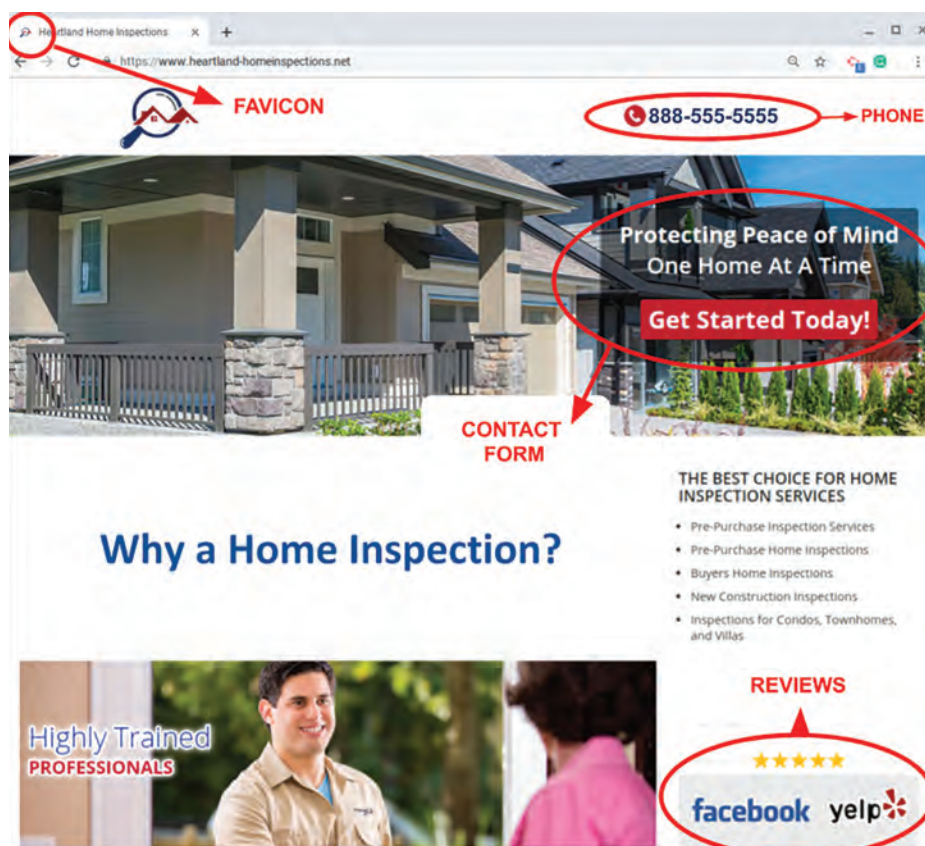 Heartland Home Inspections
https://www.heartland-homeinspections.net
FAVICON
888-555-5555
PHONE
Protecting Peace of Mind
One Home At A Time
Get Started Today!
CONTACT
FORM
Why a Home Inspection?
THE BEST CHOICE FOR HOME
INSPECTION SERVICES
• Pre-Purchase Inspection Services
• Pre-Purchase Home Inspections
• Buyers Home Inspections
• New Construction Inspections
• Inspections for Condos, Townhomes,
and Villas
Highly Trained
PROFESSIONALS
REVIEWS
facebook yelp